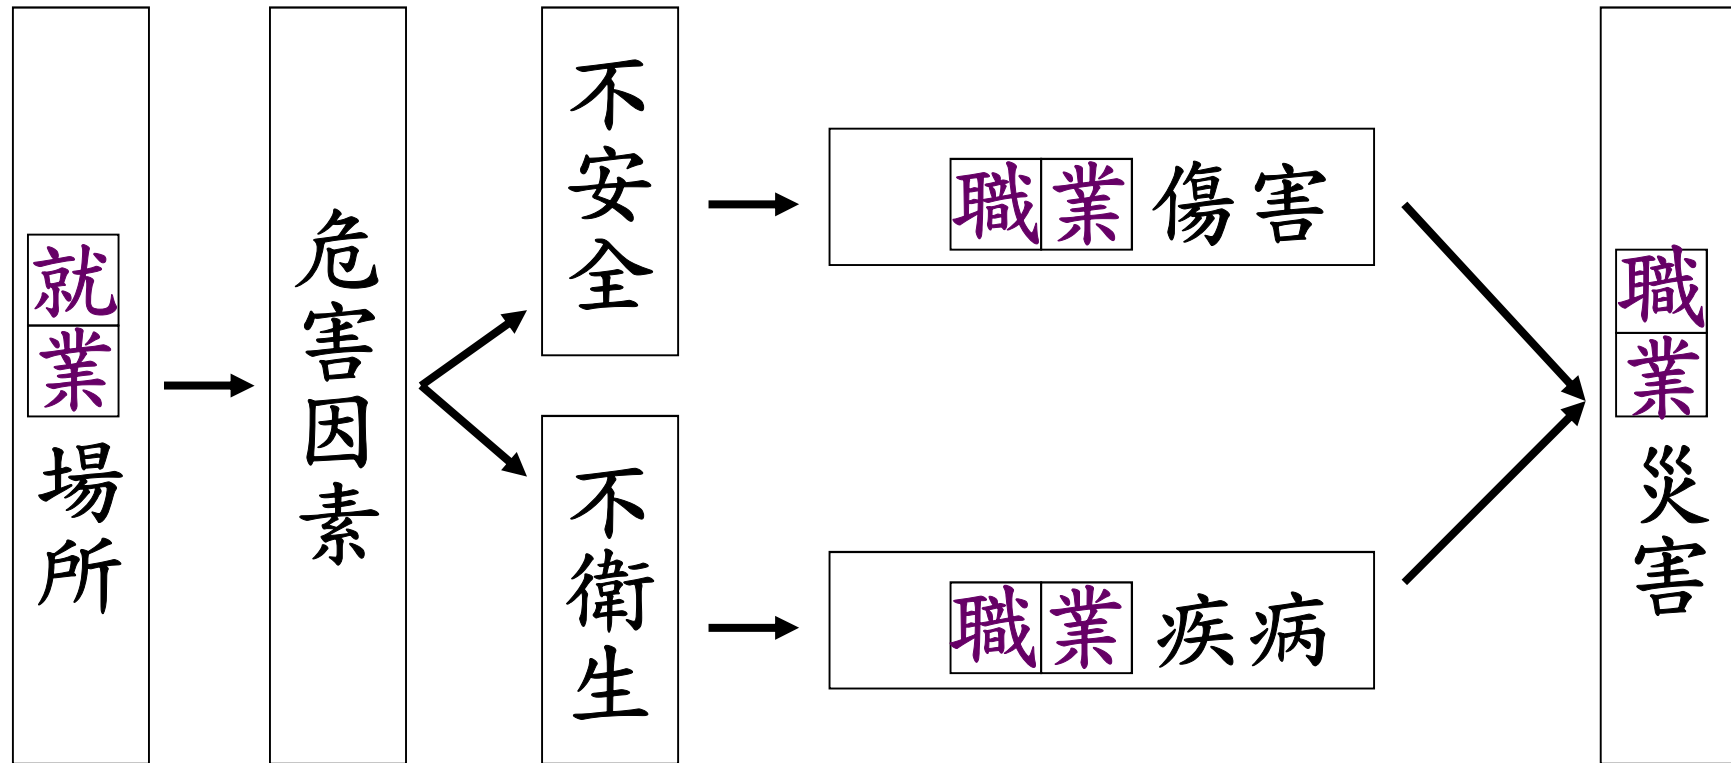 就業場所
危害因素
不安全
不衛生
職業傷害
職業疾病
職業災害